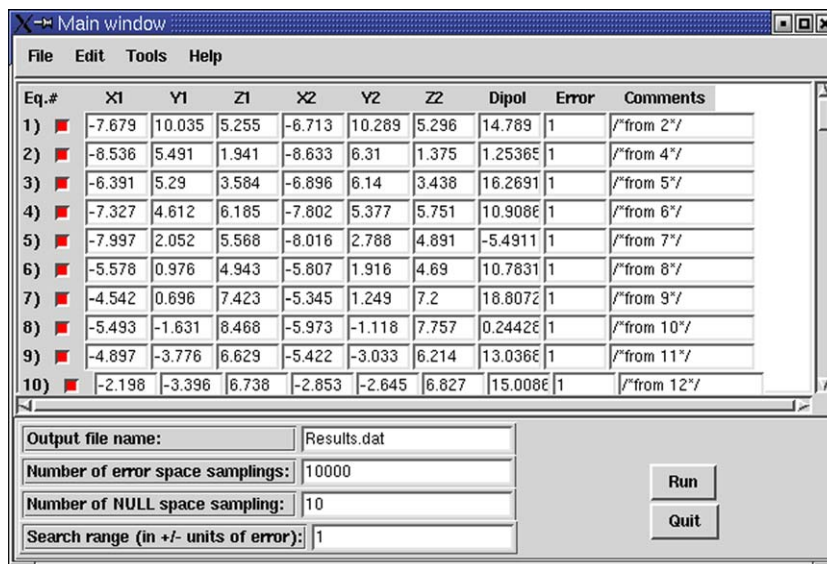 Main window
File Edit Tools Help
Eq.# X1 Y1 Z1 X2 Y2 Z2 Dipol Error Comments
1) -7.679 10.035 5.255 -6.713 10.289 5.296 14.789 1 /*from 2*/
2) -8.536 5.491 1.941 -8.633 6.31 1.375 1.25365 1 /*from 4*/
3) -6.391 5.29 3.584 -6.896 6.14 3.438 16.2691 1 /*from 5*/
4) -7.327 4.612 6.185 -7.802 5.377 5.751 10.9086 1 /*from 6*/
5) -7.997 2.052 5.568 -8.016 2.788 4.891 -5.4911 1 /*from 7*/
6) -5.578 0.976 4.943 -5.807 1.916 4.69 10.7831 1 /*from 8*/
7) -4.542 0.696 7.423 -5.345 1.249 7.2 18.8072 1 /*from 9*/
8) -5.493 -1.631 8.468 -5.973 -1.118 7.757 0.24428 1 /*from 10*/
9) -4.897 -3.776 6.629 -5.422 -3.033 6.214 13.0368 1 /*from 11*/
10) -2.198 -3.396 6.738 -2.853 -2.645 6.827 15.0086 1 /*from 12*/
Output file name: Results.dat
Number of error space samplings: 10000
Number of NULL space sampling: 10
Search range (in +/- units of error): 1
Run
Quit